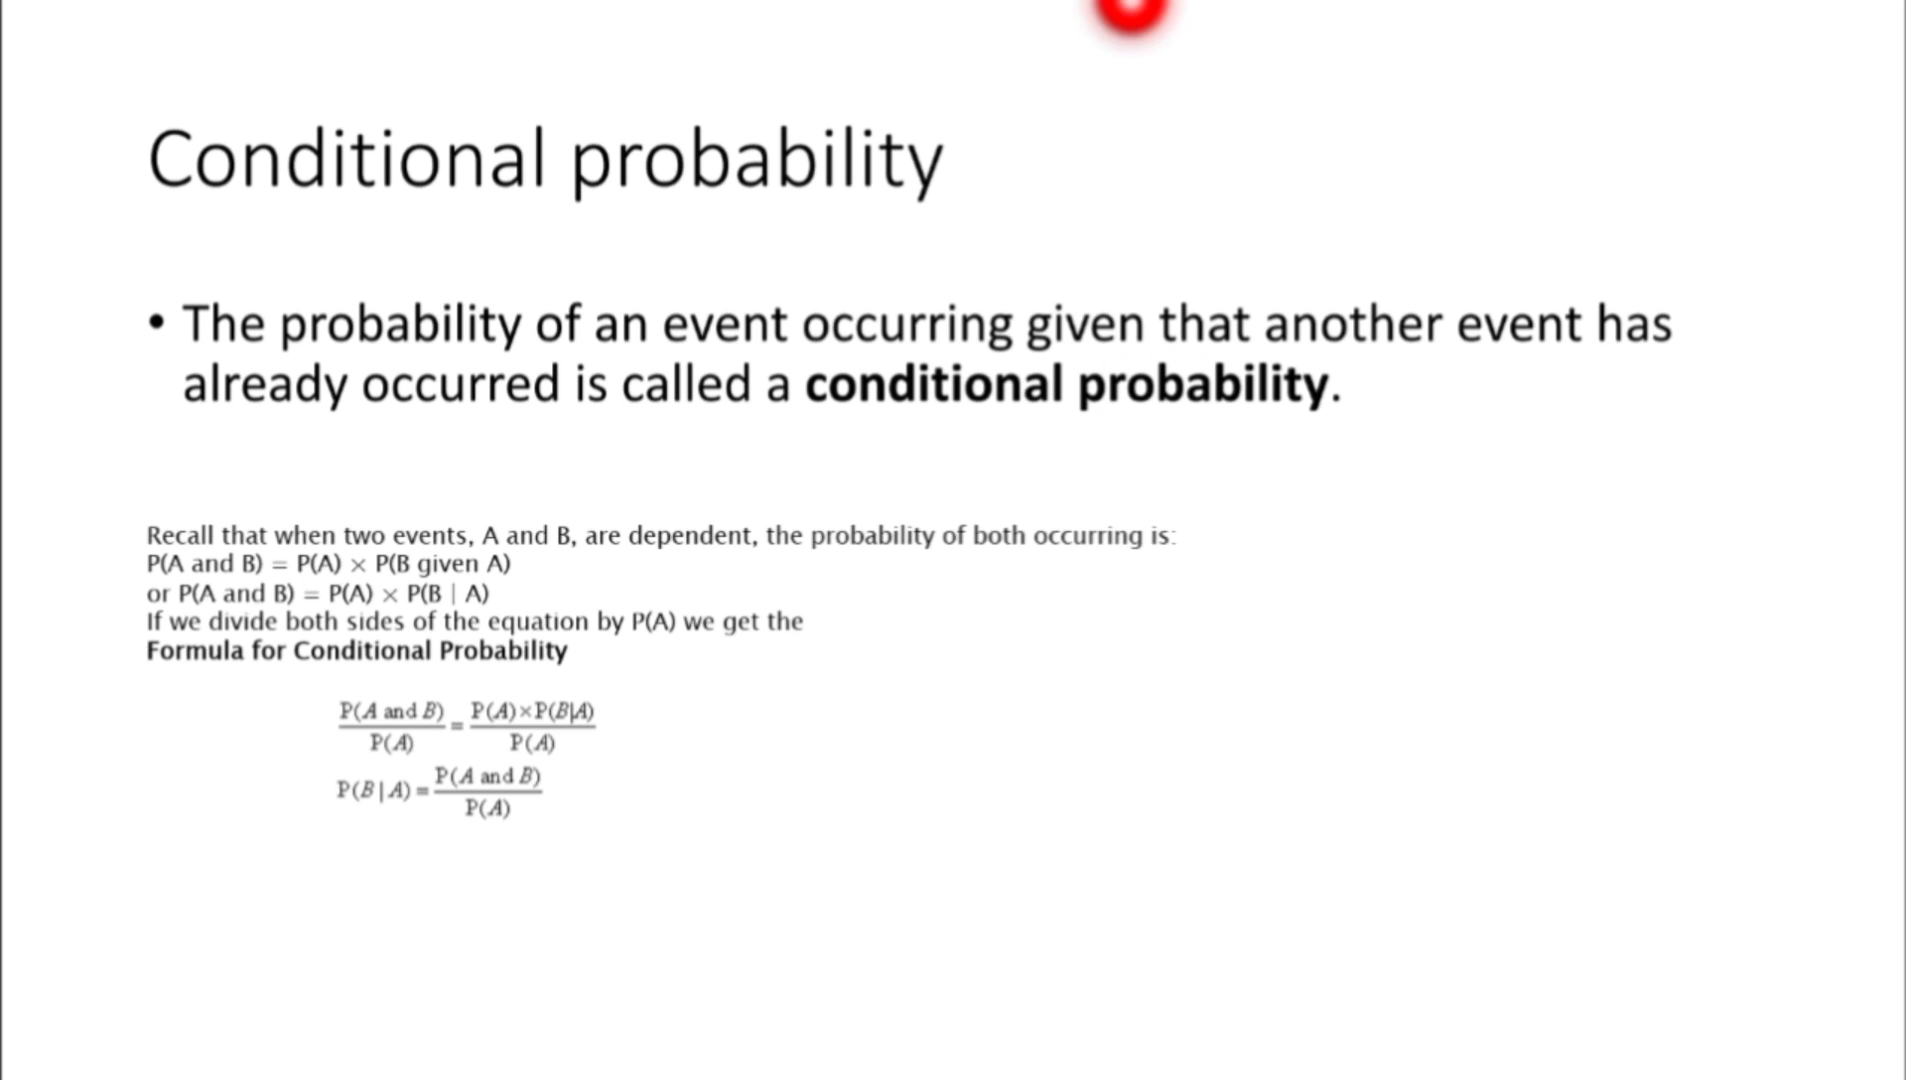 Conditional probability
• The probability of an event occurring given that another event has
already occurred is called a conditional probability.
Recall that when two events, A and B, are dependent, the probability of both occurring is:
P(A and B) = P(A) × P(B given A)
or P(A and B) = P(A) × P(B | A)
If we divide both sides of the equation by P(A) we get the
Formula for Conditional Probability
P(A and B) / P(A) = P(A)×P(B|A) / P(A)
P(B | A) = P(A and B) / P(A)